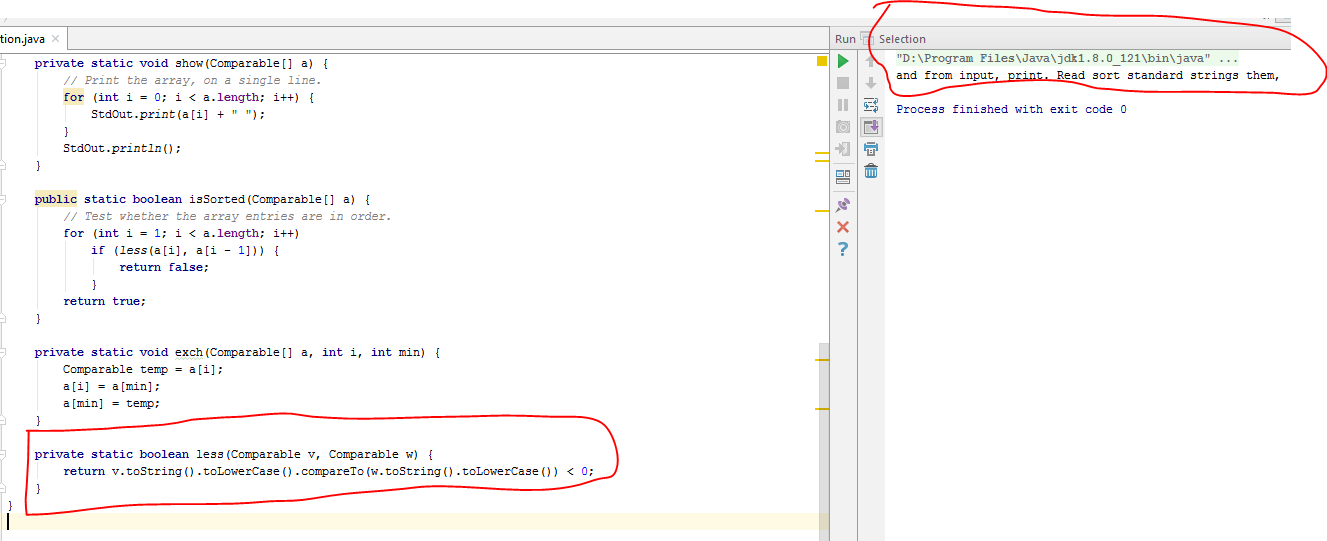 tion.java
private static void show(Comparable[] a) {
// Print the array, on a single line.
for (int i = 0; i < a.length; i++) {
StdOut.print(a[i] + " ");
}
StdOut.println();
}
public static boolean isSorted(Comparable[] a) {
// Test whether the array entries are in order.
for (int i = 1; i < a.length; i++)
if (less(a[i], a[i - 1])) {
return false;
}
return true;
}
private static void exch(Comparable[] a, int i, int min) {
Comparable temp = a[i];
a[i] = a[min];
a[min] = temp;
}
private static boolean less(Comparable v, Comparable w) {
return v.toString().toLowerCase().compareTo(w.toString().toLowerCase()) < 0;
}
}
Run Selection
"D:\Program Files\Java\jdk1.8.0_121\bin\java" ...
and from input, print. Read sort standard strings them,
Process finished with exit code 0